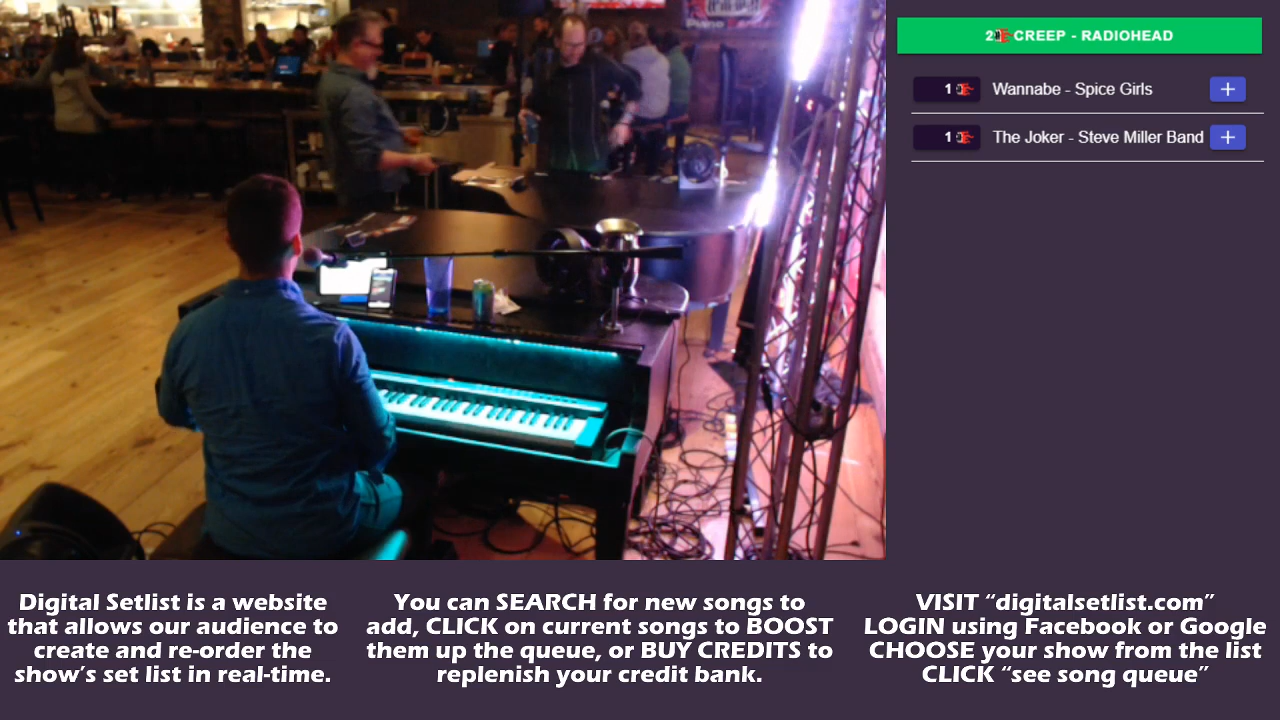 Piano
2 CREEP - RADIOHEAD
1 Wannabe - Spice Girls +
1 The Joker - Steve Miller Band +
Digital Setlist is a website
that allows our audience to
create and re-order the
show's set list in real-time.
You can SEARCH for new songs to
add, CLICK on current songs to BOOST
them up the queue, or BUY CREDITS to
replenish your credit bank.
VISIT “digitalsetlist.com”
LOGIN using Facebook or Google
CHOOSE your show from the list
CLICK “see song queue”